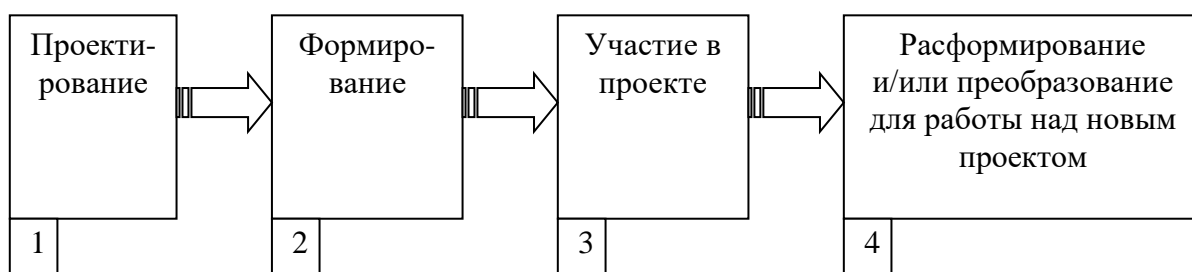 Проекти-
рование
1
Формиро-
вание
2
Участие в
проекте
3
Расформирование
и/или преобразование
для работы над новым
проектом
4